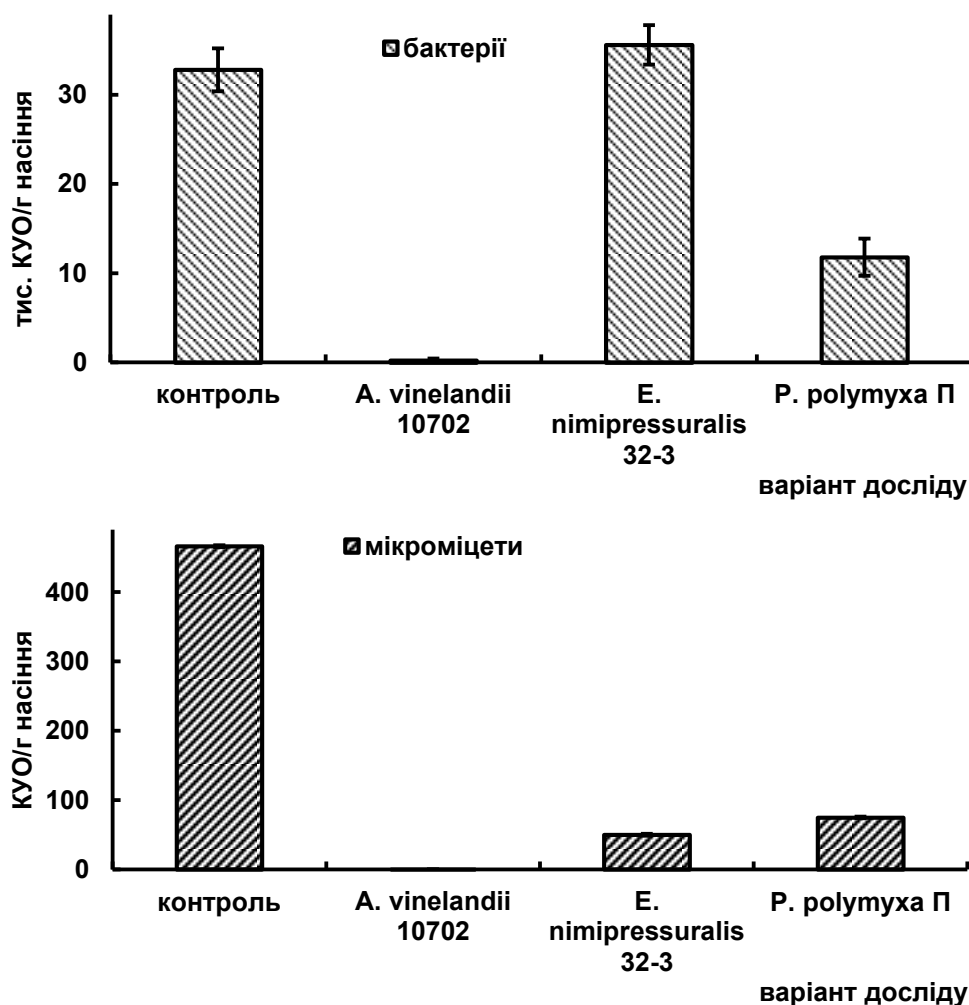 бактерії
тис. КУО/г насіння
30
20
10
0
контроль
A. vinelandii
10702
E.
nimipressuralis
32-3
P. polymyxa П
варіант досліду
мікроміцети
КУО/г насіння
400
300
200
100
0
контроль
A. vinelandii
10702
E.
nimipressuralis
32-3
P. polymyxa П
варіант досліду